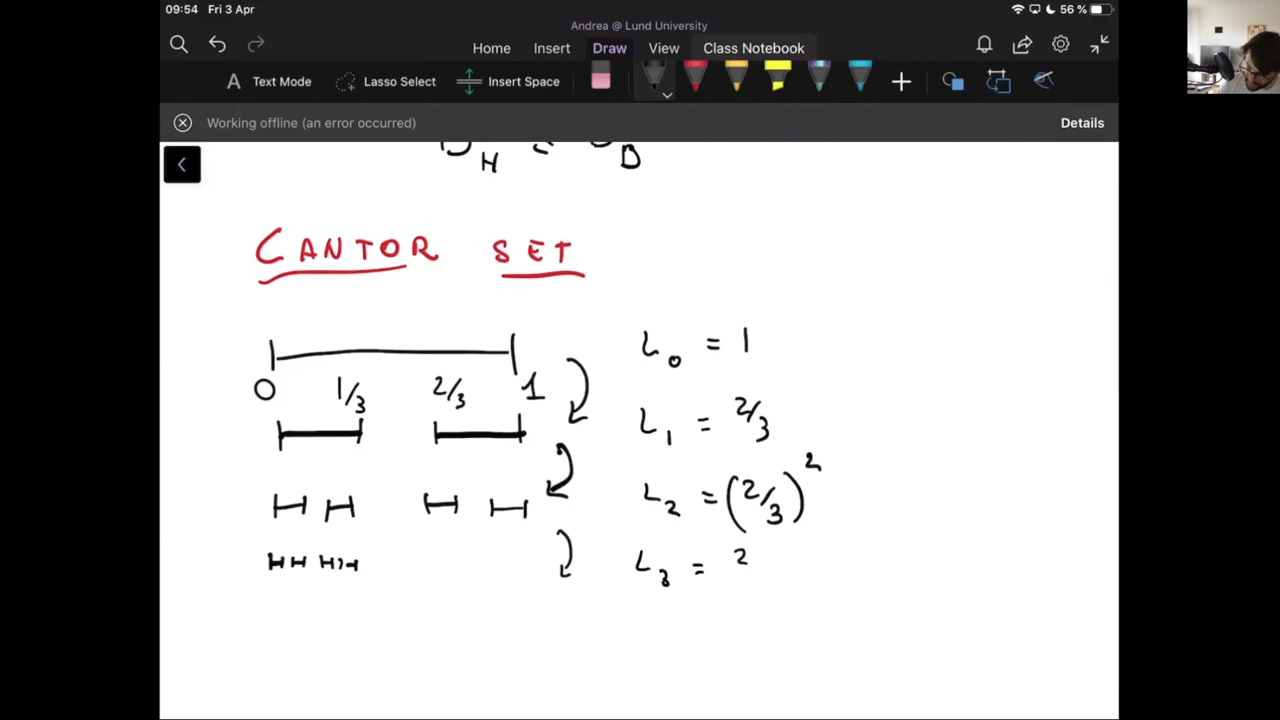 09:54 Fri 3 Apr
56 %
Andrea @ Lund University
Home Insert Draw View Class Notebook
Text Mode Lasso Select Insert Space
Working offline (an error occurred) Details
H D
CANTOR SET
0 1/3 2/3 1
L₀ = 1
L₁ = 2/3
L₂ = (2/3)²
L₃ = 2